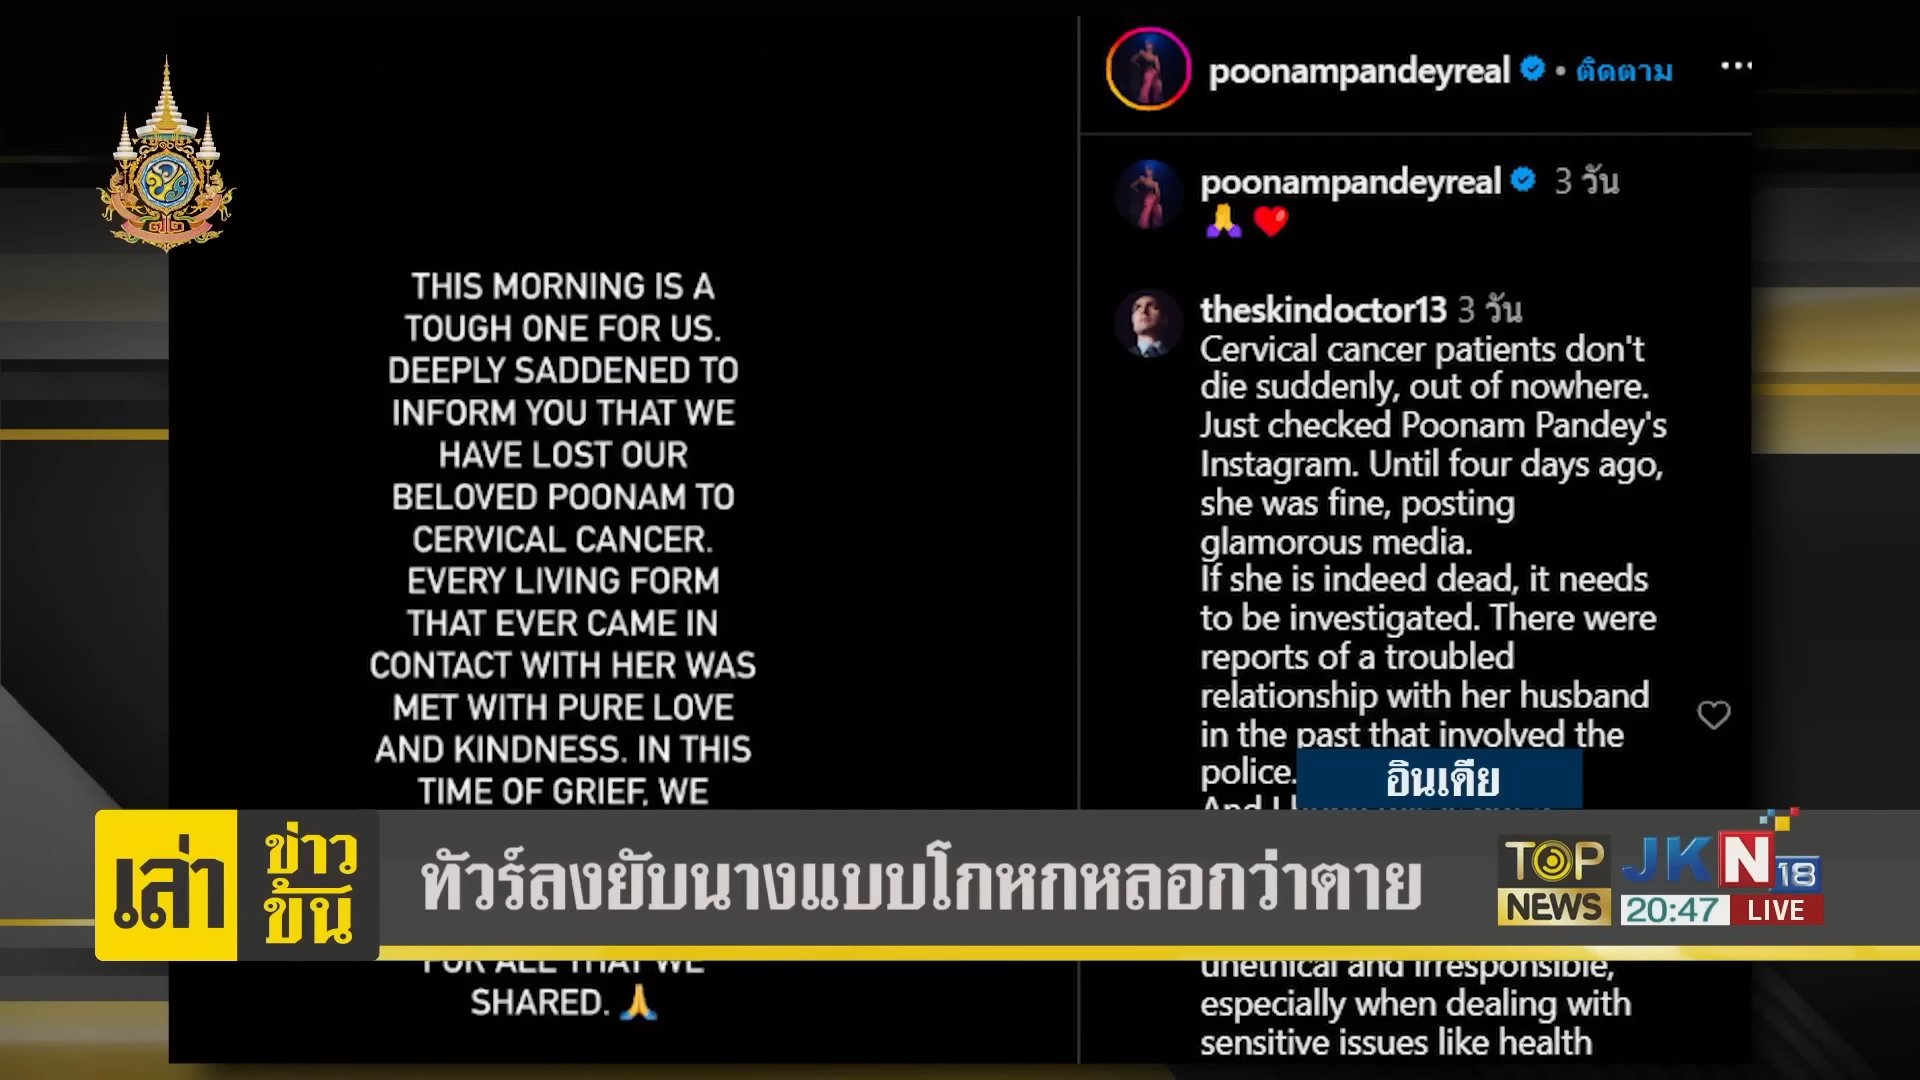 THIS MORNING IS A
TOUGH ONE FOR US.
DEEPLY SADDENED TO
INFORM YOU THAT WE
HAVE LOST OUR
BELOVED POONAM TO
CERVICAL CANCER.
EVERY LIVING FORM
THAT EVER CAME IN
CONTACT WITH HER WAS
MET WITH PURE LOVE
AND KINDNESS. IN THIS
TIME OF GRIEF, WE
FOR ALL THAT WE
SHARED. 🙏
poonampandeyreal • ติดตาม ...
poonampandeyreal 3 วัน
🙏❤️
theskindoctor13 3 วัน
Cervical cancer patients don't
die suddenly, out of nowhere.
Just checked Poonam Pandey's
Instagram. Until four days ago,
she was fine, posting
glamorous media.
If she is indeed dead, it needs
to be investigated. There were
reports of a troubled
relationship with her husband
in the past that involved the
police.
And I
unethical and irresponsible,
especially when dealing with
sensitive issues like health
อินเดีย
เล่า
ข่าว
ข้น
ทัวร์ลงยับนางแบบโกหกหลอกว่าตาย
TOP
NEWS
JKN 18
20:47 LIVE